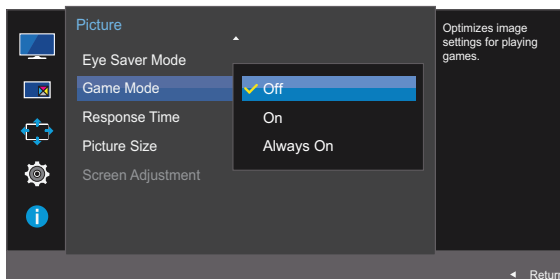 Picture
Eye Saver Mode
Game Mode
Response Time
Picture Size
Screen Adjustment
Off
On
Always On
Optimizes image
settings for playing
games.
Return